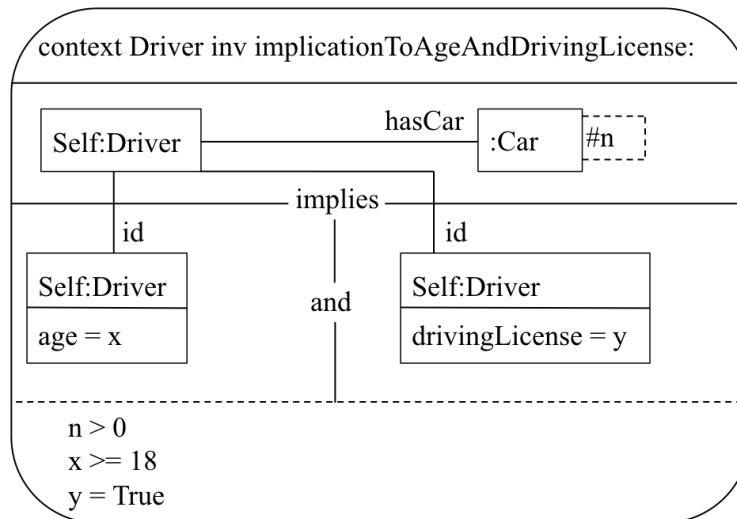 context Driver inv implicationToAgeAndDrivingLicense:
hasCar
Self:Driver
:Car
#n
implies
id
id
Self:Driver
Self:Driver
and
age = x
drivingLicense = y
n > 0
x >= 18
y = True